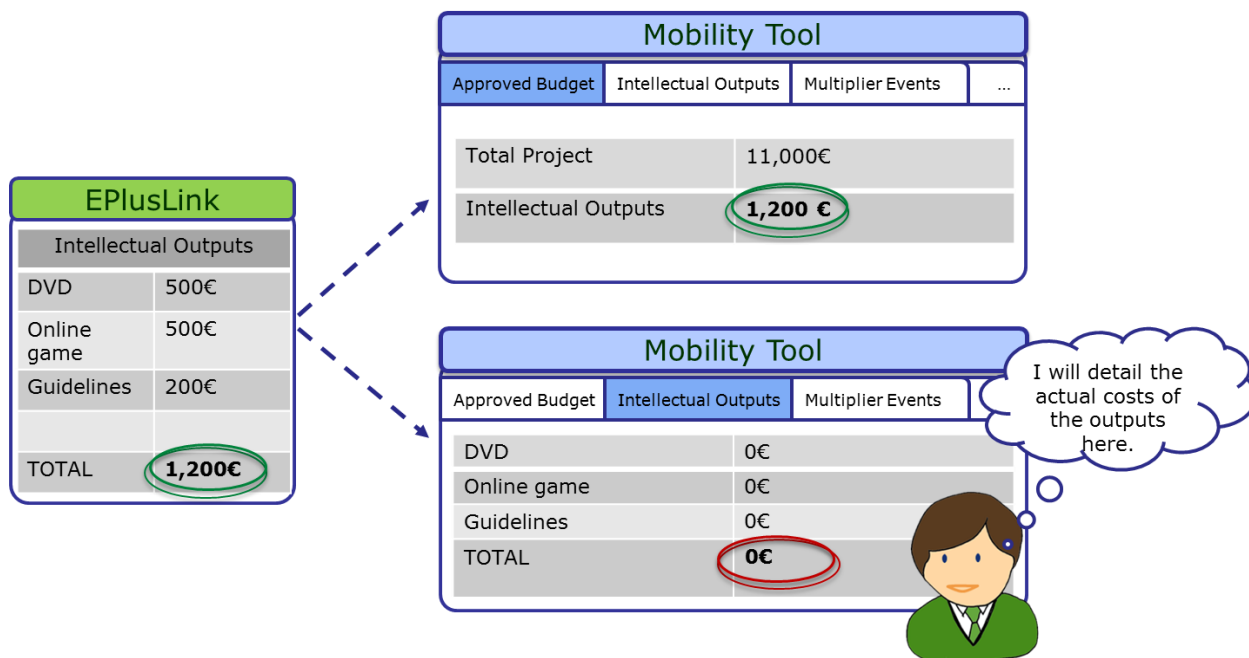 EPlusLink
Intellectual Outputs
DVD 500€
Online game 500€
Guidelines 200€
TOTAL 1,200€
Mobility Tool
Approved Budget Intellectual Outputs Multiplier Events ...
Total Project 11,000€
Intellectual Outputs 1,200 €
Mobility Tool
Approved Budget Intellectual Outputs Multiplier Events
DVD 0€
Online game 0€
Guidelines 0€
TOTAL 0€
I will detail the
actual costs of
the outputs
here.